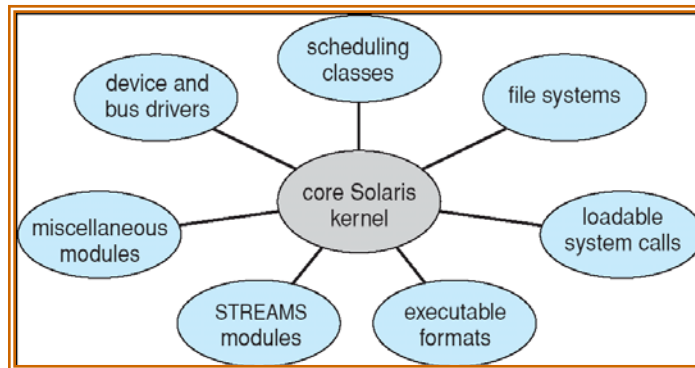 scheduling
classes
device and
bus drivers
file systems
core Solaris
kernel
miscellaneous
modules
loadable
system calls
STREAMS
modules
executable
formats